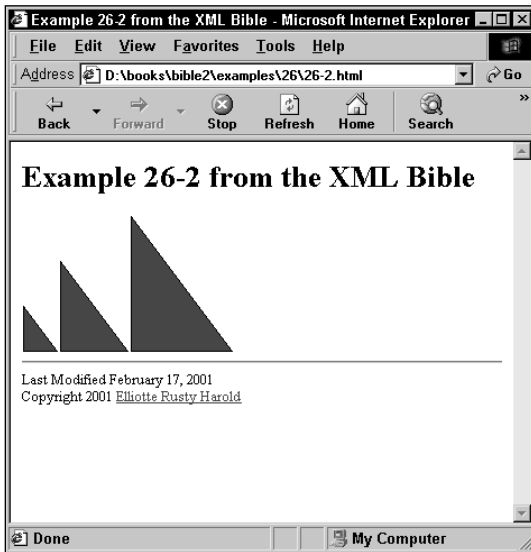 Example 26-2 from the XML Bible - Microsoft Internet Explorer
File Edit View Favorites Tools Help
Address D:\books\bible2\examples\26\26-2.html Go
Back Forward Stop Refresh Home Search »
Example 26-2 from the XML Bible
Last Modified February 17, 2001
Copyright 2001 Elliotte Rusty Harold
Done My Computer